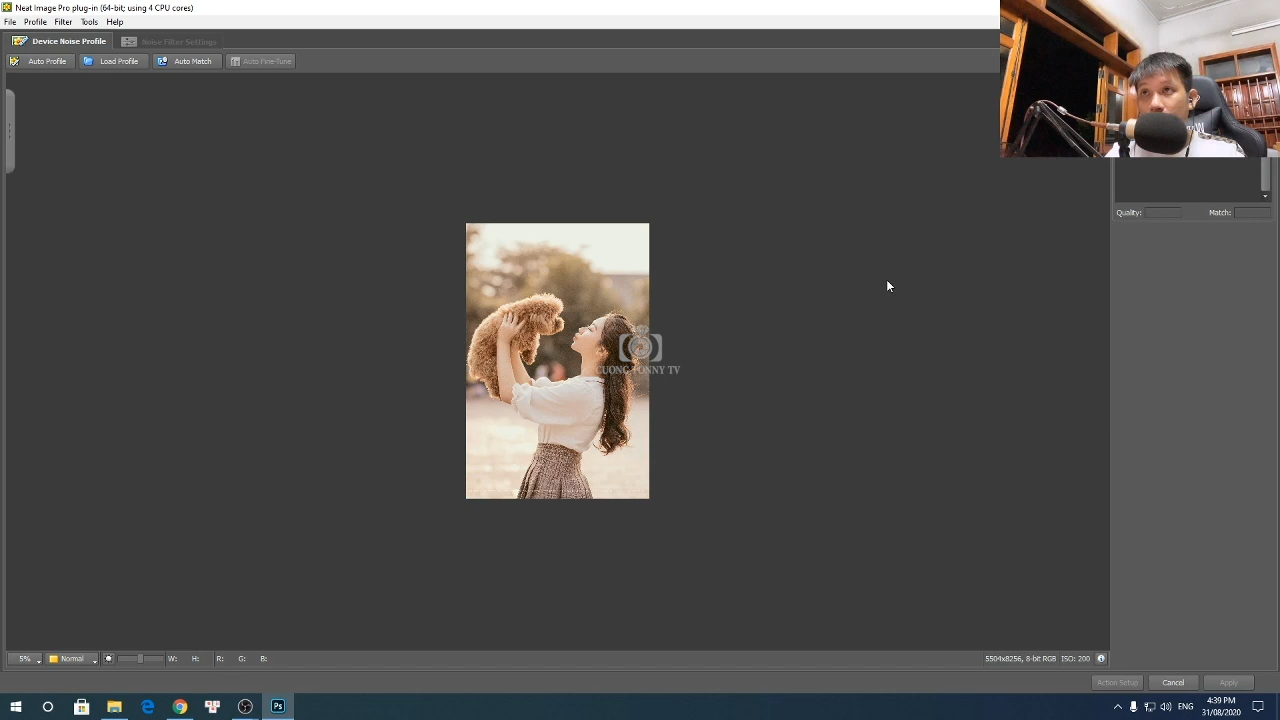 Neat Image Pro plug-in (64-bit; using 4 CPU cores)
File Profile Filter Tools Help
Device Noise Profile Noise Filter Settings
Auto Profile Load Profile Auto Match Auto Fine-Tune
Quality: Match:
CUONG TONNY TV
5% Normal W: H: R: G: B: 5504x8256, 8-bit RGB ISO: 200
Action Setup Cancel Apply
Ps ENG 4:39 PM
31/08/2020